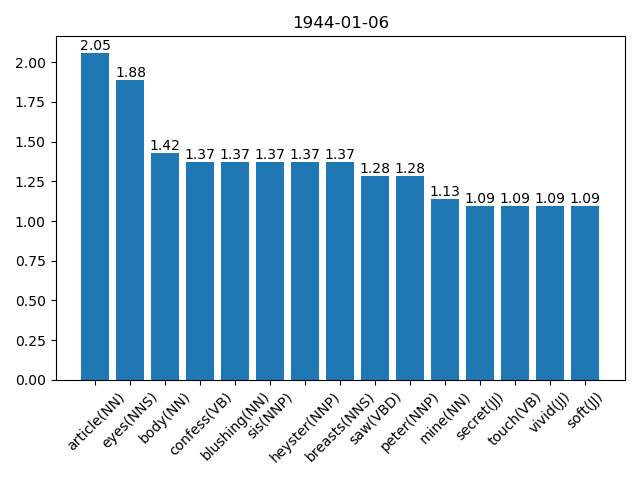 1944-01-06
2.05
1.88
1.42
1.37
1.37
1.37
1.37
1.37
1.28
1.28
1.13
1.09
1.09
1.09
1.09
2.00
1.75
1.50
1.25
1.00
0.75
0.50
0.25
0.00
article(NN)
eyes(NNS)
body(NN)
confess(VB)
blushing(NN)
sis(NNP)
heyster(NNP)
breasts(NNS)
saw(VBD)
peter(NNP)
mine(NN)
secret(JJ)
touch(VB)
vivid(JJ)
soft(JJ)